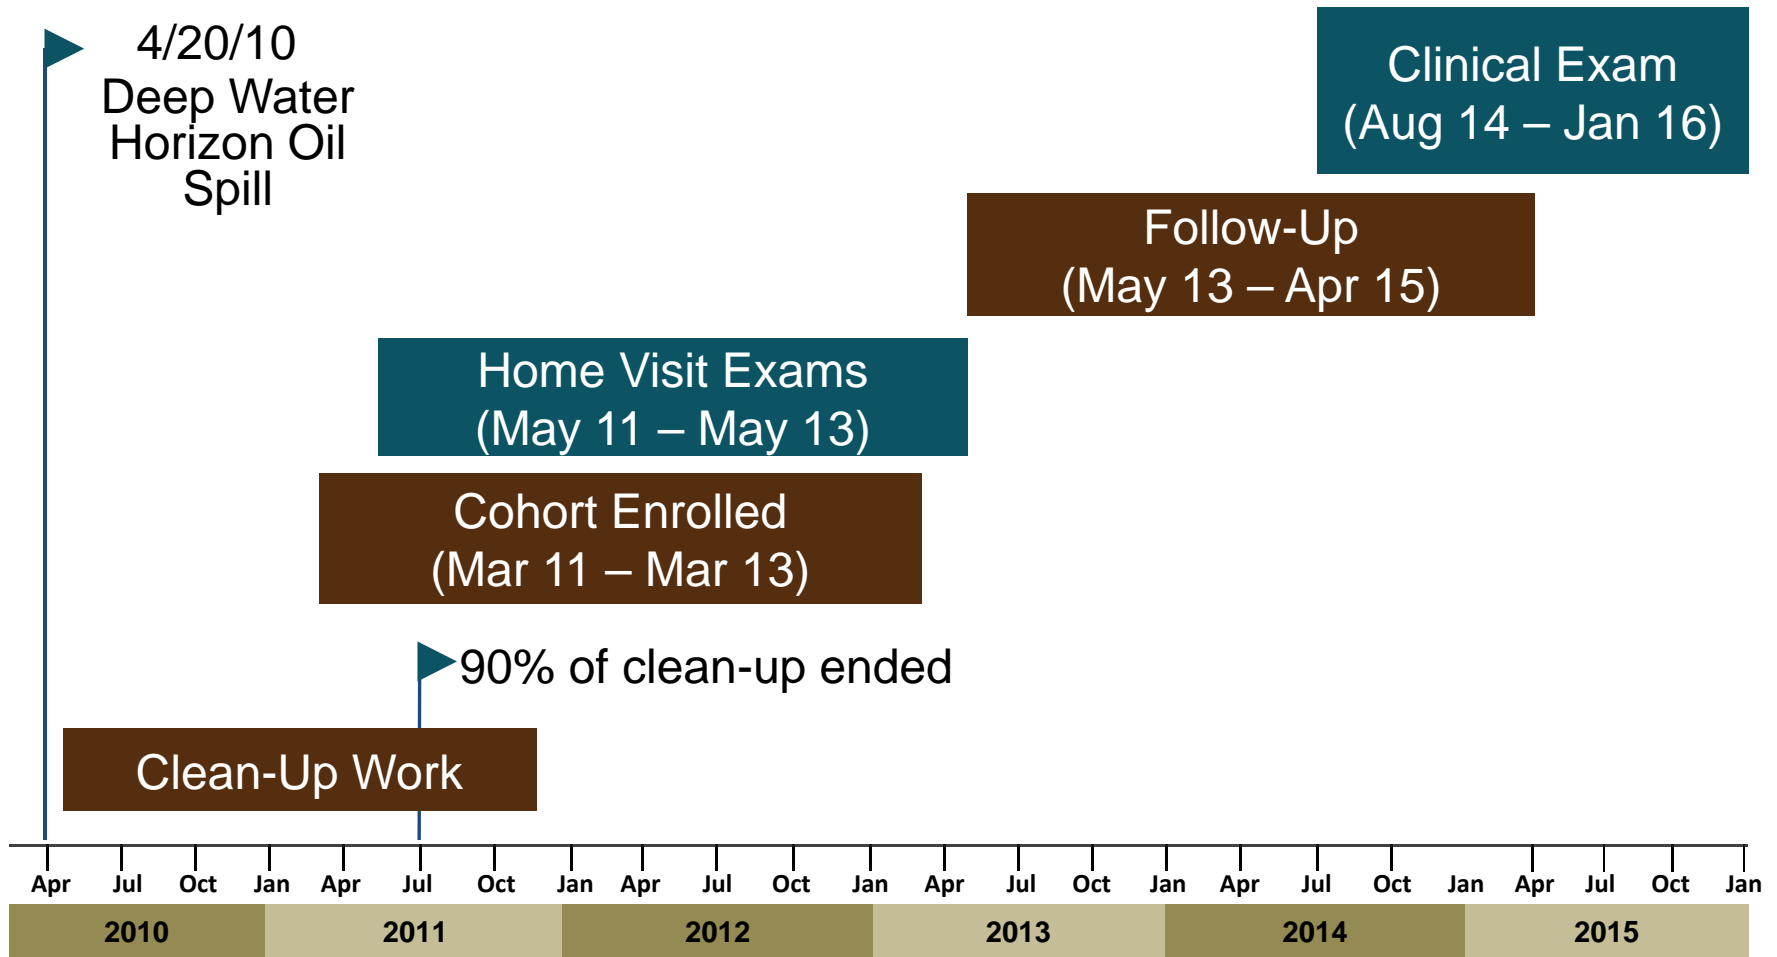 4/20/10
Deep Water
Horizon Oil
Spill
Clinical Exam
(Aug 14 – Jan 16)
Follow-Up
(May 13 – Apr 15)
Home Visit Exams
(May 11 – May 13)
Cohort Enrolled
(Mar 11 – Mar 13)
90% of clean-up ended
Clean-Up Work
Apr Jul Oct Jan Apr Jul Oct Jan Apr Jul Oct Jan Apr Jul Oct Jan Apr Jul Oct Jan Apr Jul Oct Jan
2010 2011 2012 2013 2014 2015